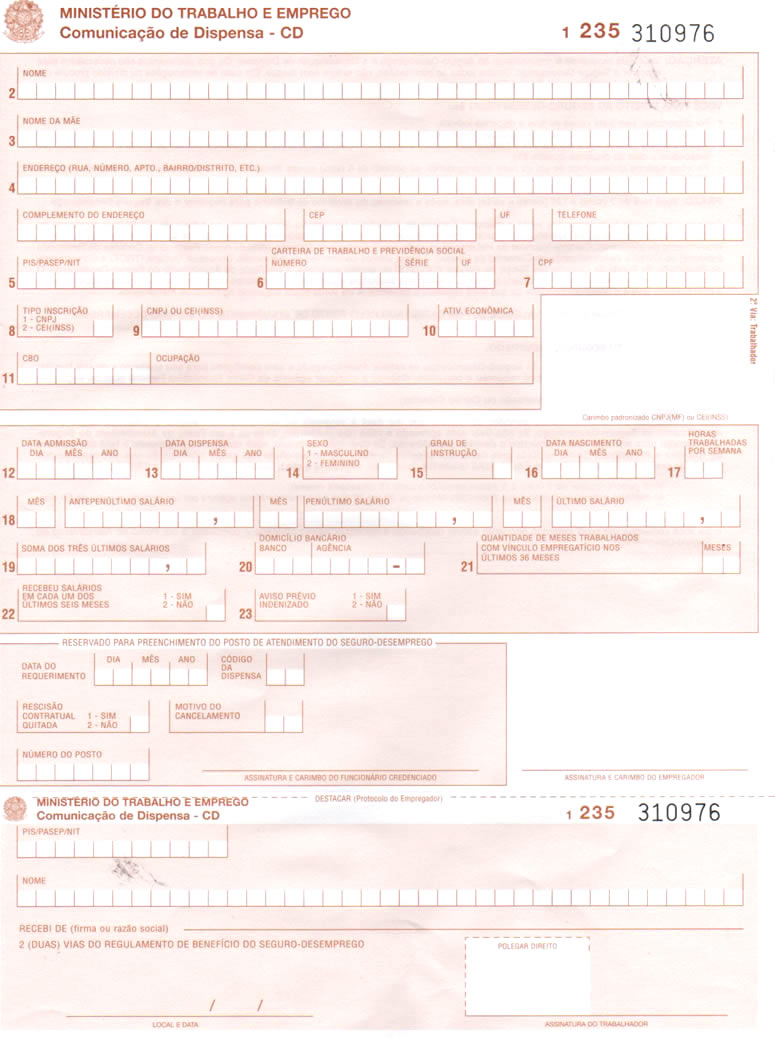 MINISTÉRIO DO TRABALHO E EMPREGO
Comunicação de Dispensa - CD
1 235 310976
NOME
2
NOME DA MÃE
3
ENDEREÇO (RUA, NÚMERO, APTO., BAIRRO/DISTRITO, ETC.)
4
COMPLEMENTO DO ENDEREÇO CEP UF TELEFONE
CARTEIRA DE TRABALHO E PREVIDÊNCIA SOCIAL
PIS/PASEP/NIT NÚMERO SÉRIE UF CPF
5 6 7
TIPO INSCRIÇÃO CNPJ OU CEI(INSS) ATIV. ECONÔMICA
1 - CNPJ
2 - CEI(INSS)
8 9 10
2ª Via: Trabalhador
CBO OCUPAÇÃO
11
Carimbo padronizado CNPJ(MF) ou CEI(INSS)
DATA ADMISSÃO DATA DISPENSA SEXO GRAU DE INSTRUÇÃO DATA NASCIMENTO HORAS TRABALHADAS POR SEMANA
DIA MÊS ANO DIA MÊS ANO 1 - MASCULINO DIA MÊS ANO
2 - FEMININO
12 13 14 15 16 17
MÊS ANTEPENÚLTIMO SALÁRIO MÊS PENÚLTIMO SALÁRIO MÊS ÚLTIMO SALÁRIO
18 , , ,
SOMA DOS TRÊS ÚLTIMOS SALÁRIOS
19 ,
DOMICÍLIO BANCÁRIO
BANCO AGÊNCIA
20 –
QUANTIDADE DE MESES TRABALHADOS
COM VÍNCULO EMPREGATÍCIO NOS
ÚLTIMOS 36 MESES
MESES
21
RECEBEU SALÁRIOS
EM CADA UM DOS 1 - SIM
ÚLTIMOS SEIS MESES 2 - NÃO
22
AVISO PRÉVIO 1 - SIM
INDENIZADO 2 - NÃO
23
RESERVADO PARA PREENCHIMENTO DO POSTO DE ATENDIMENTO DO SEGURO-DESEMPREGO
DATA DO
REQUERIMENTO
DIA MÊS ANO
CÓDIGO
DA
DISPENSA
RESCISÃO
CONTRATUAL 1 - SIM
QUITADA 2 - NÃO
MOTIVO DO
CANCELAMENTO
NÚMERO DO POSTO
ASSINATURA E CARIMBO DO FUNCIONÁRIO CREDENCIADO
ASSINATURA E CARIMBO DO EMPREGADOR
DESTACAR (Protocolo do Empregador)
MINISTÉRIO DO TRABALHO E EMPREGO
Comunicação de Dispensa - CD
1 235 310976
PIS/PASEP/NIT
NOME
RECEBI DE (firma ou razão social)
2 (DUAS) VIAS DO REGULAMENTO DE BENEFÍCIO DO SEGURO-DESEMPREGO
POLEGAR DIREITO
/ /
LOCAL E DATA
ASSINATURA DO TRABALHADOR